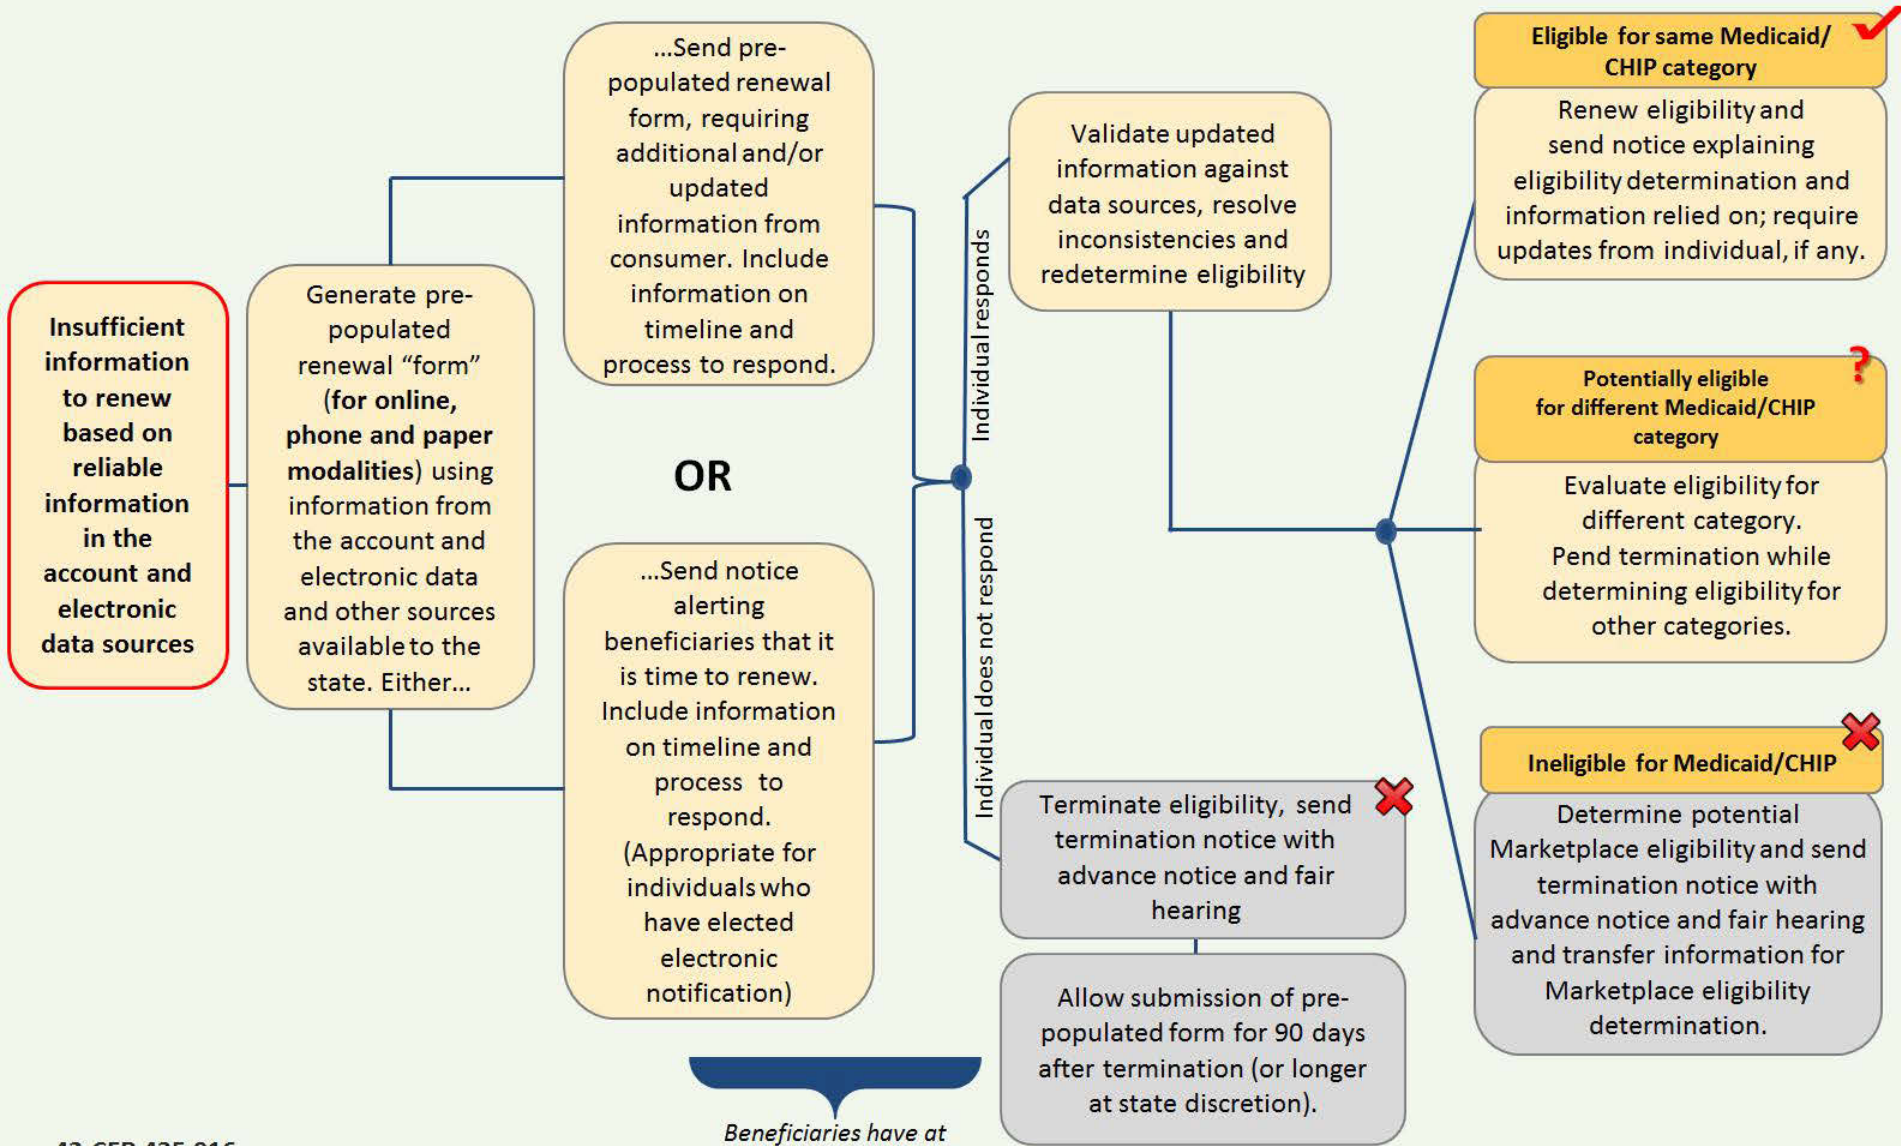 Insufficient
information
to renew
based on
reliable
information
in the
account and
electronic
data sources
Generate pre-
populated
renewal “form”
(for online,
phone and paper
modalities) using
information from
the account and
electronic data
and other sources
available to the
state. Either...
...Send pre-
populated renewal
form, requiring
additional and/or
updated
information from
consumer. Include
information on
timeline and
process to respond.
OR
...Send notice
alerting
beneficiaries that it
is time to renew.
Include information
on timeline and
process to
respond.
(Appropriate for
individuals who
have elected
electronic
notification)
Beneficiaries have at
Individual responds
Individual does not respond
Validate updated
information against
data sources, resolve
inconsistencies and
redetermine eligibility
Terminate eligibility, send
termination notice with
advance notice and fair
hearing
Allow submission of pre-
populated form for 90 days
after termination (or longer
at state discretion).
Eligible for same Medicaid/
CHIP category
Renew eligibility and
send notice explaining
eligibility determination and
information relied on; require
updates from individual, if any.
?
Potentially eligible
for different Medicaid/CHIP
category
Evaluate eligibility for
different category.
Pend termination while
determining eligibility for
other categories.
Ineligible for Medicaid/CHIP
Determine potential
Marketplace eligibility and send
termination notice with
advance notice and fair hearing
and transfer information for
Marketplace eligibility
determination.